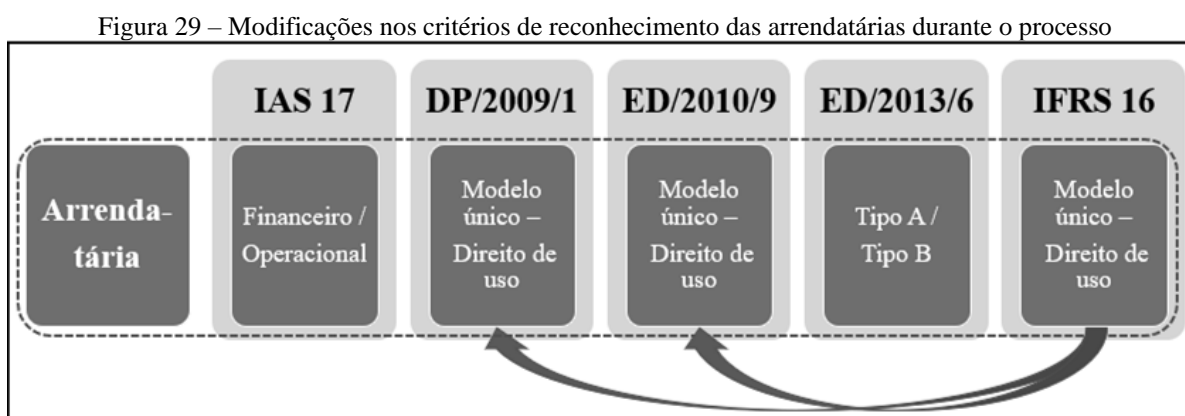 Figura 29 – Modificações nos critérios de reconhecimento das arrendatárias durante o processo
IAS 17
DP/2009/1
ED/2010/9
ED/2013/6
IFRS 16
Arrenda-
tária
Financeiro /
Operacional
Modelo
único –
Direito de
uso
Modelo
único –
Direito de
uso
Tipo A /
Tipo B
Modelo
único –
Direito de
uso